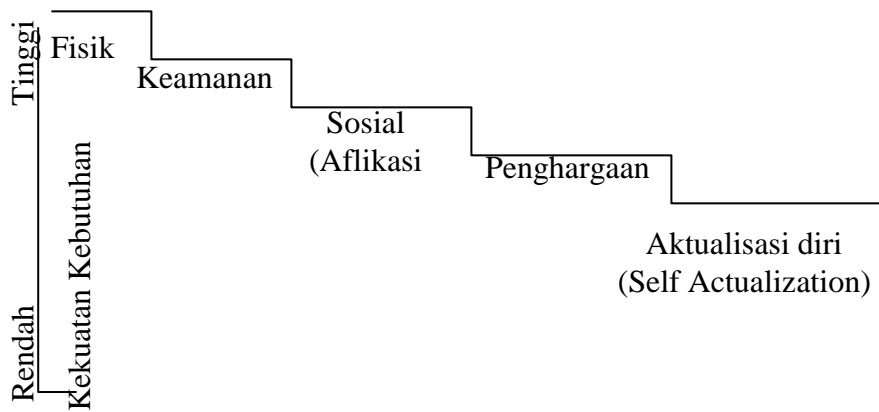 Tinggi
Fisik
Keamanan
Sosial
(Aflikasi
Penghargaan
Aktualisasi diri
(Self Actualization)
Rendah
Kekuatan Kebutuhan